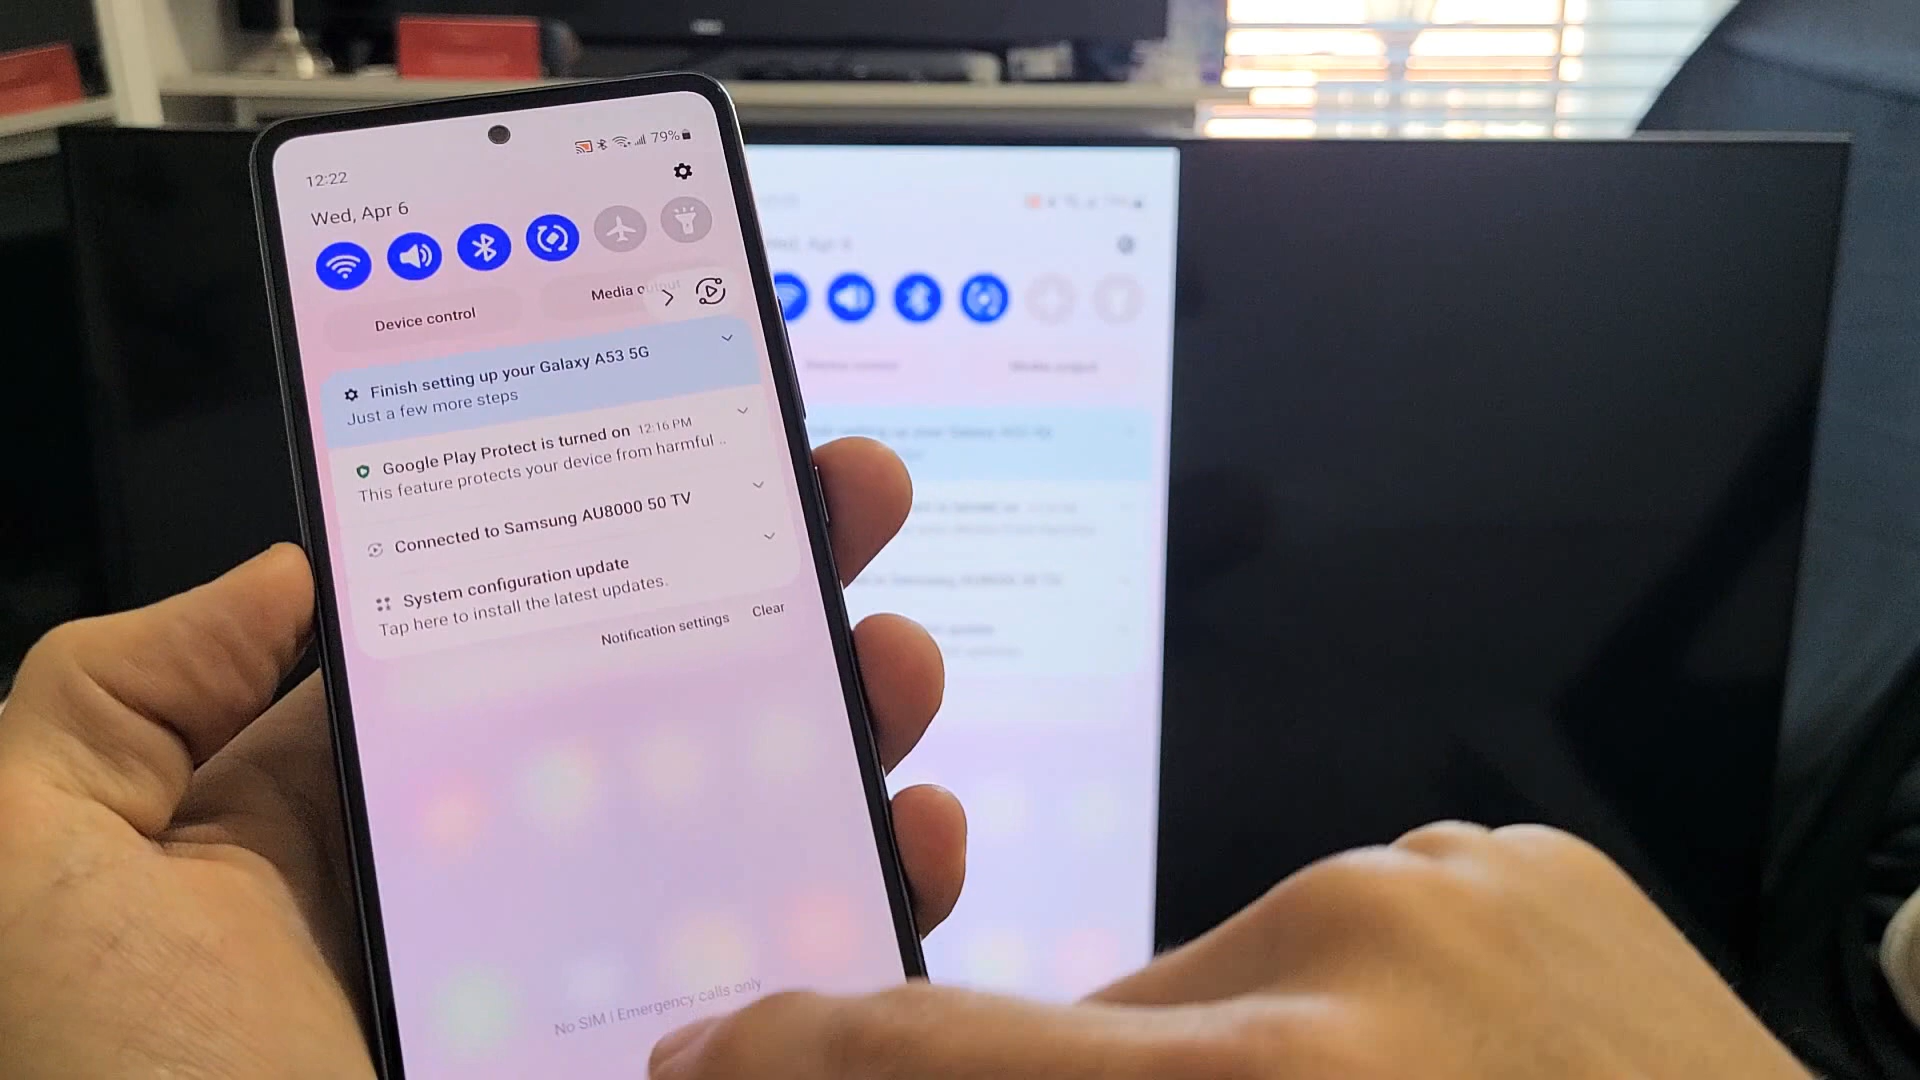 12:22
79%
Wed, Apr 6
Device control
Media output
Finish setting up your Galaxy A53 5G
Just a few more steps
Google Play Protect is turned on 12:16 PM
This feature protects your device from harmful ..
Connected to Samsung AU8000 50 TV
System configuration update
Tap here to install the latest updates.
Notification settings
Clear
No SIM | Emergency calls only